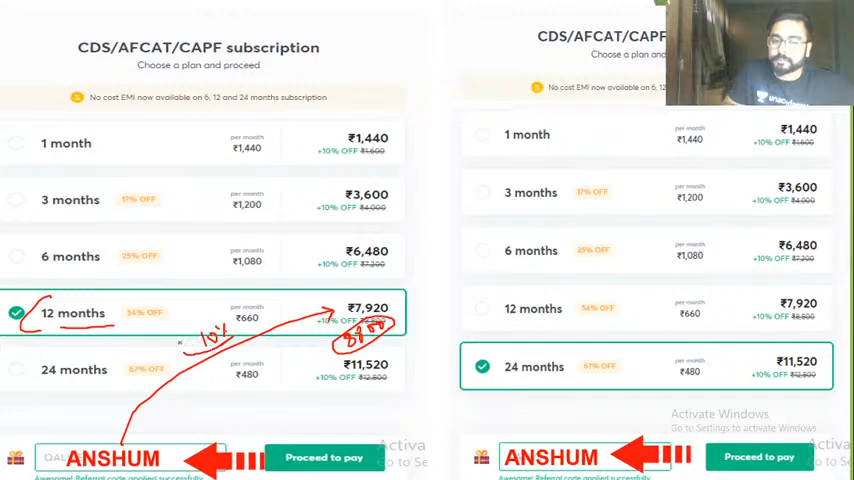 CDS/AFCAT/CAPF subscription
Choose a plan and proceed
No cost EMI now available on 6, 12 and 24 months subscription
1 month per month ₹1,440 ₹1,440 +10% OFF ₹1,600
3 months 17% OFF per month ₹1,200 ₹3,600 +10% OFF ₹4,000
6 months 25% OFF per month ₹1,080 ₹6,480 +10% OFF ₹7,200
12 months 54% OFF per month ₹660 ₹7,920 +10% OFF
10% 8800
24 months 67% OFF per month ₹480 ₹11,520 +10% OFF ₹12,800
ANSHUM
Proceed to pay
Awesome! Referral code applied successfully.
CDS/AFCAT/CAPF
Choose a plan and
No cost EMI now available on 6, 12
1 month per month ₹1,440 ₹1,440 +10% OFF ₹1,600
3 months 17% OFF per month ₹1,200 ₹3,600 +10% OFF ₹4,000
6 months 25% OFF per month ₹1,080 ₹6,480 +10% OFF ₹7,200
12 months 54% OFF per month ₹660 ₹7,920 +10% OFF ₹8,800
24 months 67% OFF per month ₹480 ₹11,520 +10% OFF ₹12,800
Activate Windows
Go to Settings to activate Windows
ANSHUM
Proceed to pay
Awesome! Referral code applied successfully.
unacademy